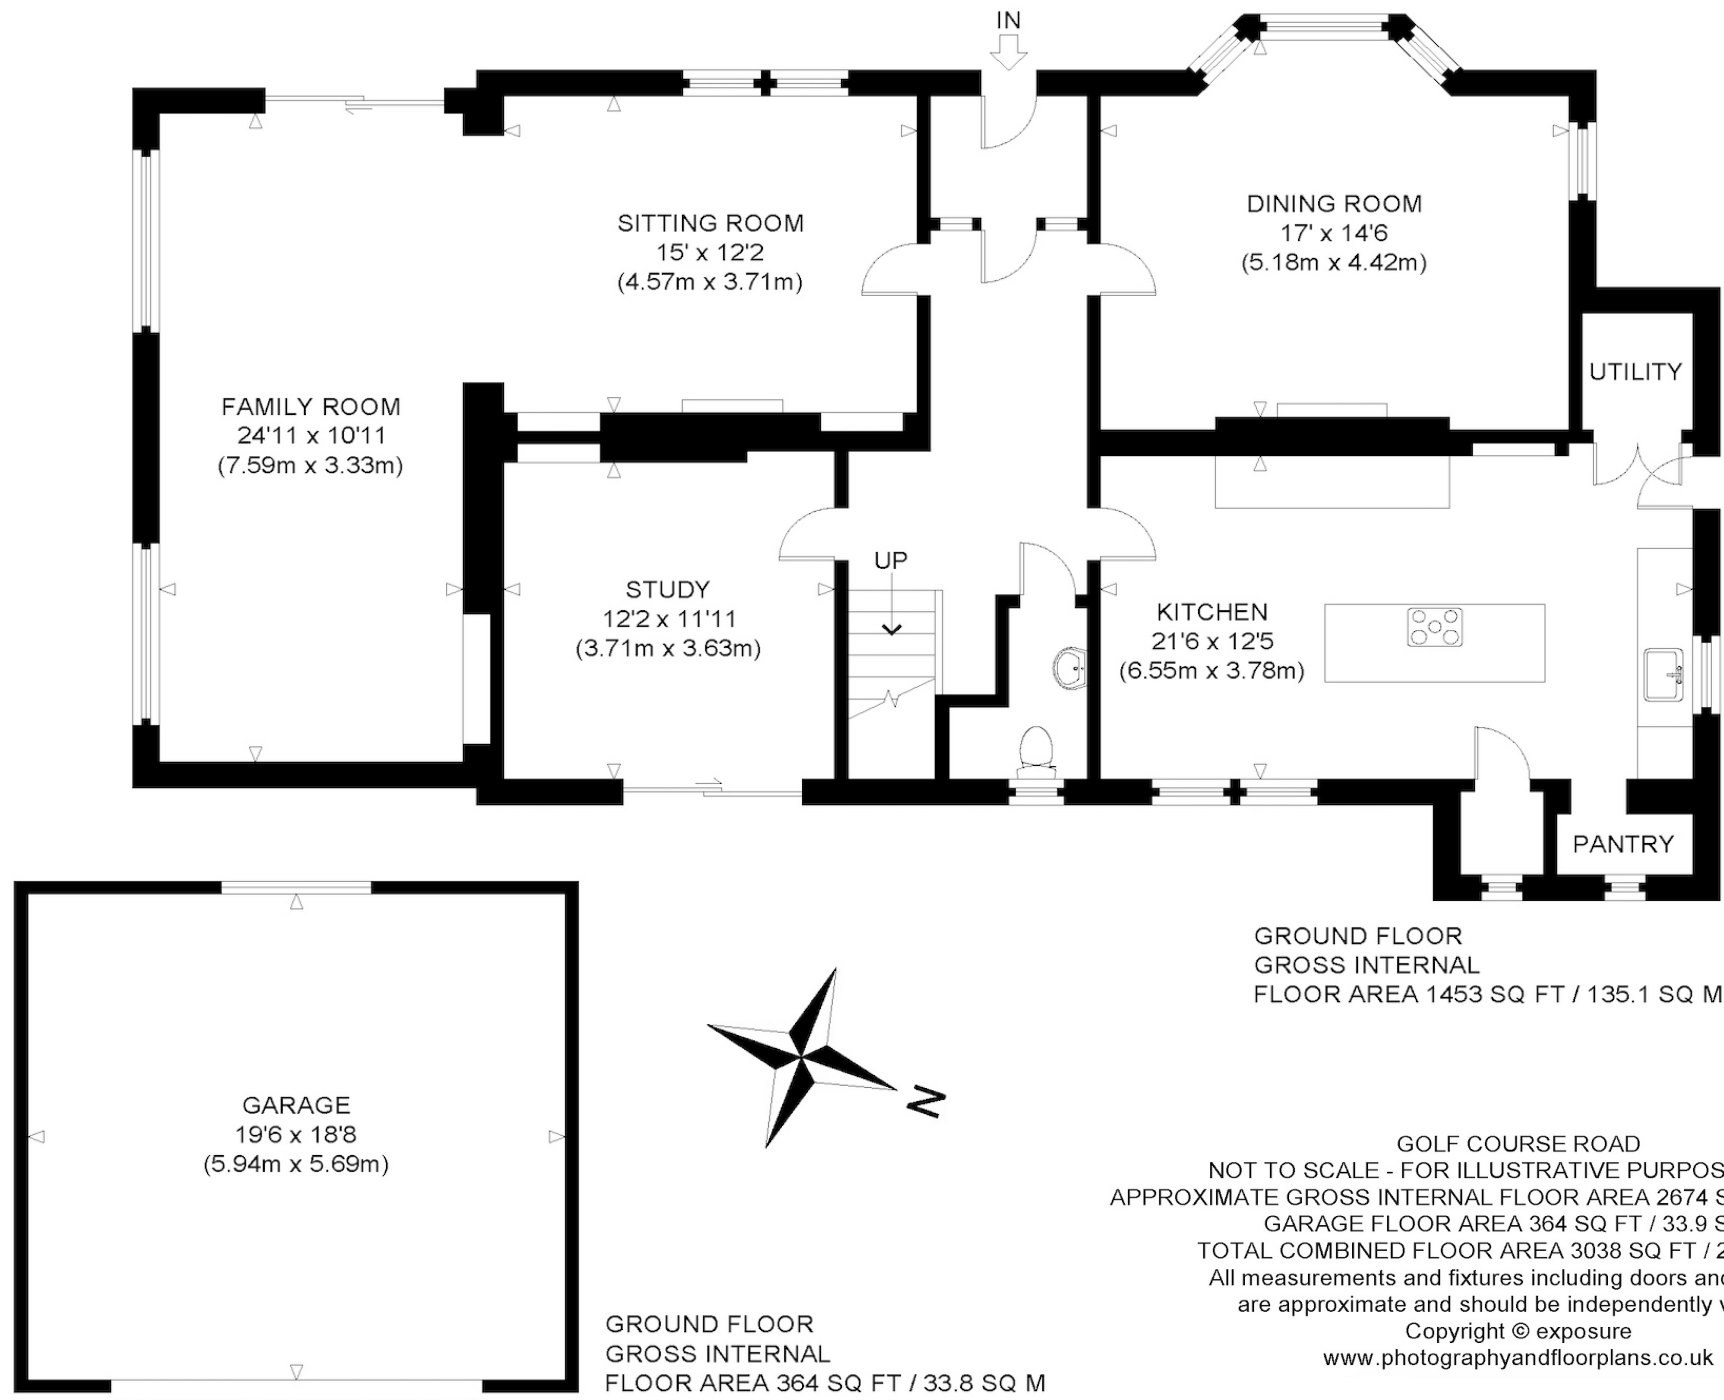 IN
SITTING ROOM
15' x 12'2
(4.57m x 3.71m)
DINING ROOM
17' x 14'6
(5.18m x 4.42m)
UTILITY
FAMILY ROOM
24'11 x 10'11
(7.59m x 3.33m)
UP
STUDY
12'2 x 11'11
(3.71m x 3.63m)
KITCHEN
21'6 x 12'5
(6.55m x 3.78m)
PANTRY
GROUND FLOOR
GROSS INTERNAL
FLOOR AREA 1453 SQ FT / 135.1 SQ M
N
GARAGE
19'6 x 18'8
(5.94m x 5.69m)
GROUND FLOOR
GROSS INTERNAL
FLOOR AREA 364 SQ FT / 33.8 SQ M
GOLF COURSE ROAD
NOT TO SCALE - FOR ILLUSTRATIVE PURPOS
APPROXIMATE GROSS INTERNAL FLOOR AREA 2674 S
GARAGE FLOOR AREA 364 SQ FT / 33.9 S
TOTAL COMBINED FLOOR AREA 3038 SQ FT / 2
All measurements and fixtures including doors and
are approximate and should be independently v
Copyright © exposure
www.photographyandfloorplans.co.uk